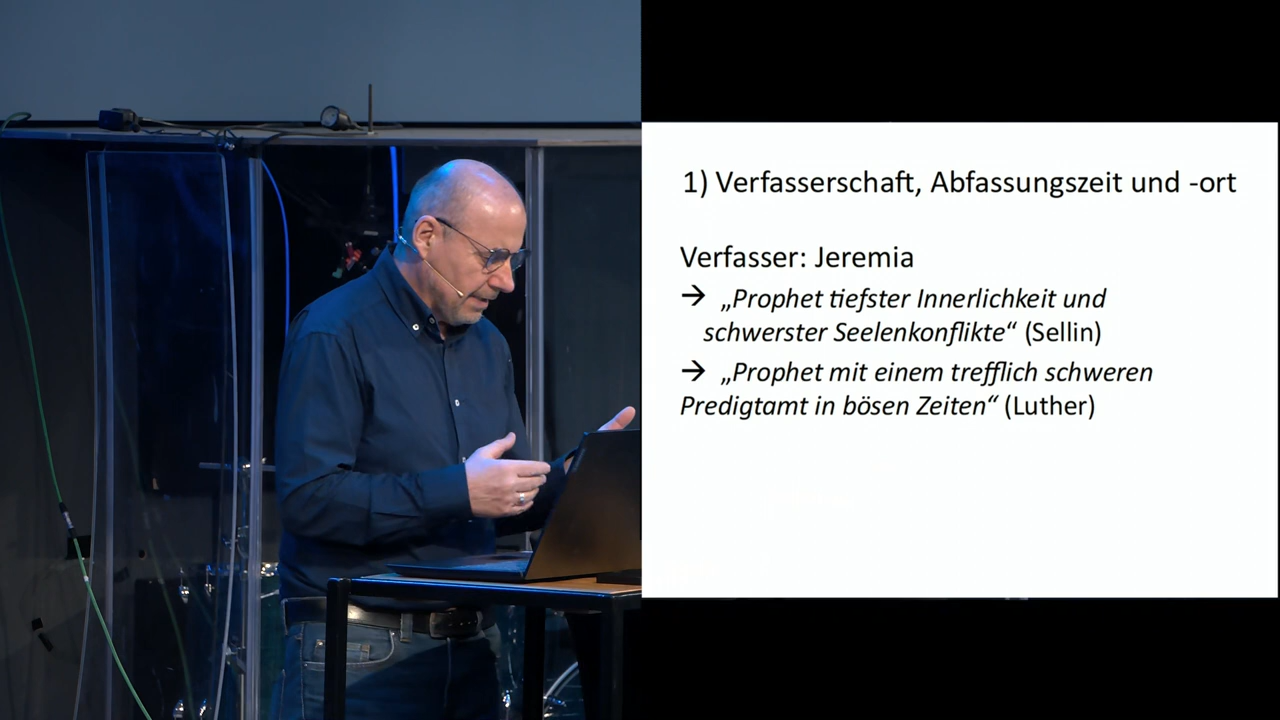 1) Verfasserschaft, Abfassungszeit und -ort
Verfasser: Jeremia
→ „Prophet tiefster Innerlichkeit und
schwerster Seelenkonflikte“ (Sellin)
→ „Prophet mit einem trefflich schweren
Predigtamt in bösen Zeiten“ (Luther)